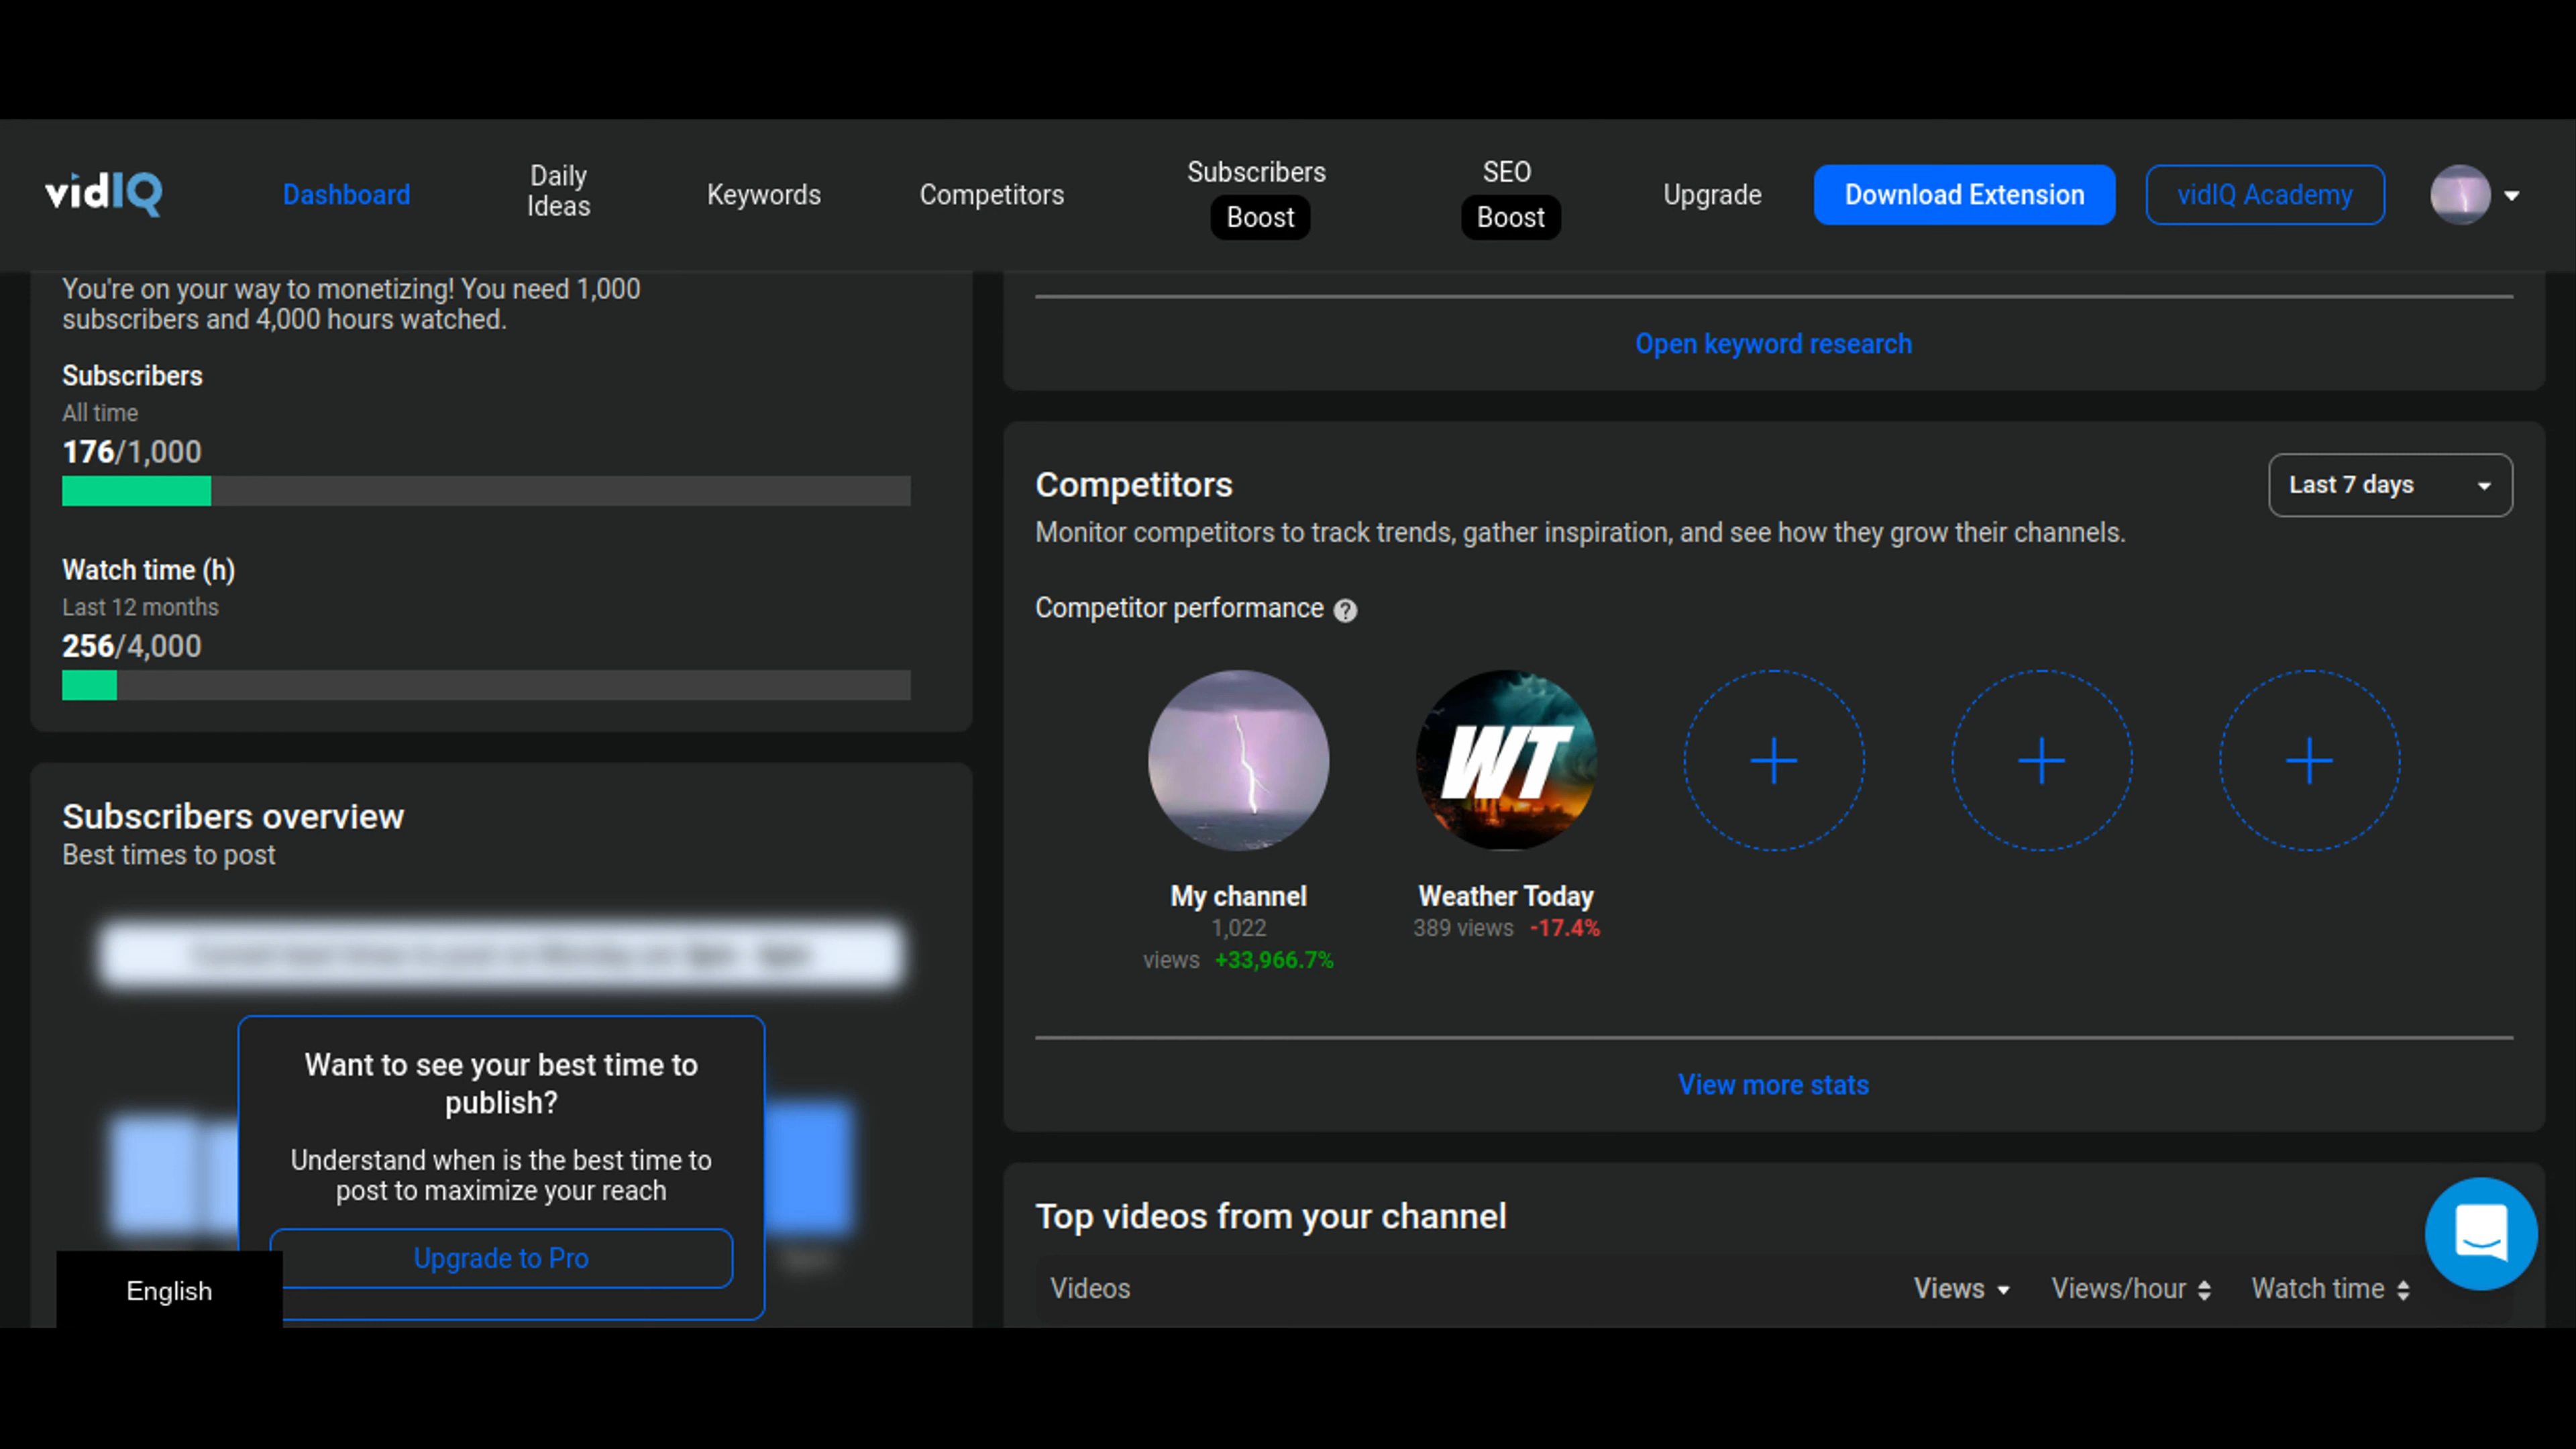 vidIQ
Dashboard
Daily
Ideas
Keywords
Competitors
Subscribers
Boost
SEO
Boost
Upgrade
Download Extension
vidIQ Academy
You're on your way to monetizing! You need 1,000
subscribers and 4,000 hours watched.
Subscribers
All time
176/1,000
Watch time (h)
Last 12 months
256/4,000
Subscribers overview
Best times to post
Want to see your best time to
publish?
Understand when is the best time to
post to maximize your reach
Upgrade to Pro
English
Open keyword research
Competitors
Last 7 days
Monitor competitors to track trends, gather inspiration, and see how they grow their channels.
Competitor performance ?
WT
My channel
1,022
views +33,966.7%
Weather Today
389 views -17.4%
View more stats
Top videos from your channel
Videos
Views
Views/hour
Watch time